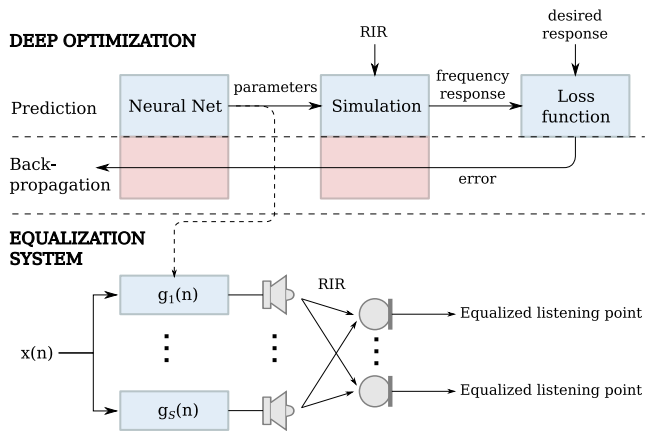 DEEP OPTIMIZATION
RIR
desired
response
Prediction
Neural Net
parameters
Simulation
frequency
response
Loss
function
Back-
propagation
error
EQUALIZATION
SYSTEM
x(n)
g₁(n)
gₛ(n)
RIR
Equalized listening point
Equalized listening point